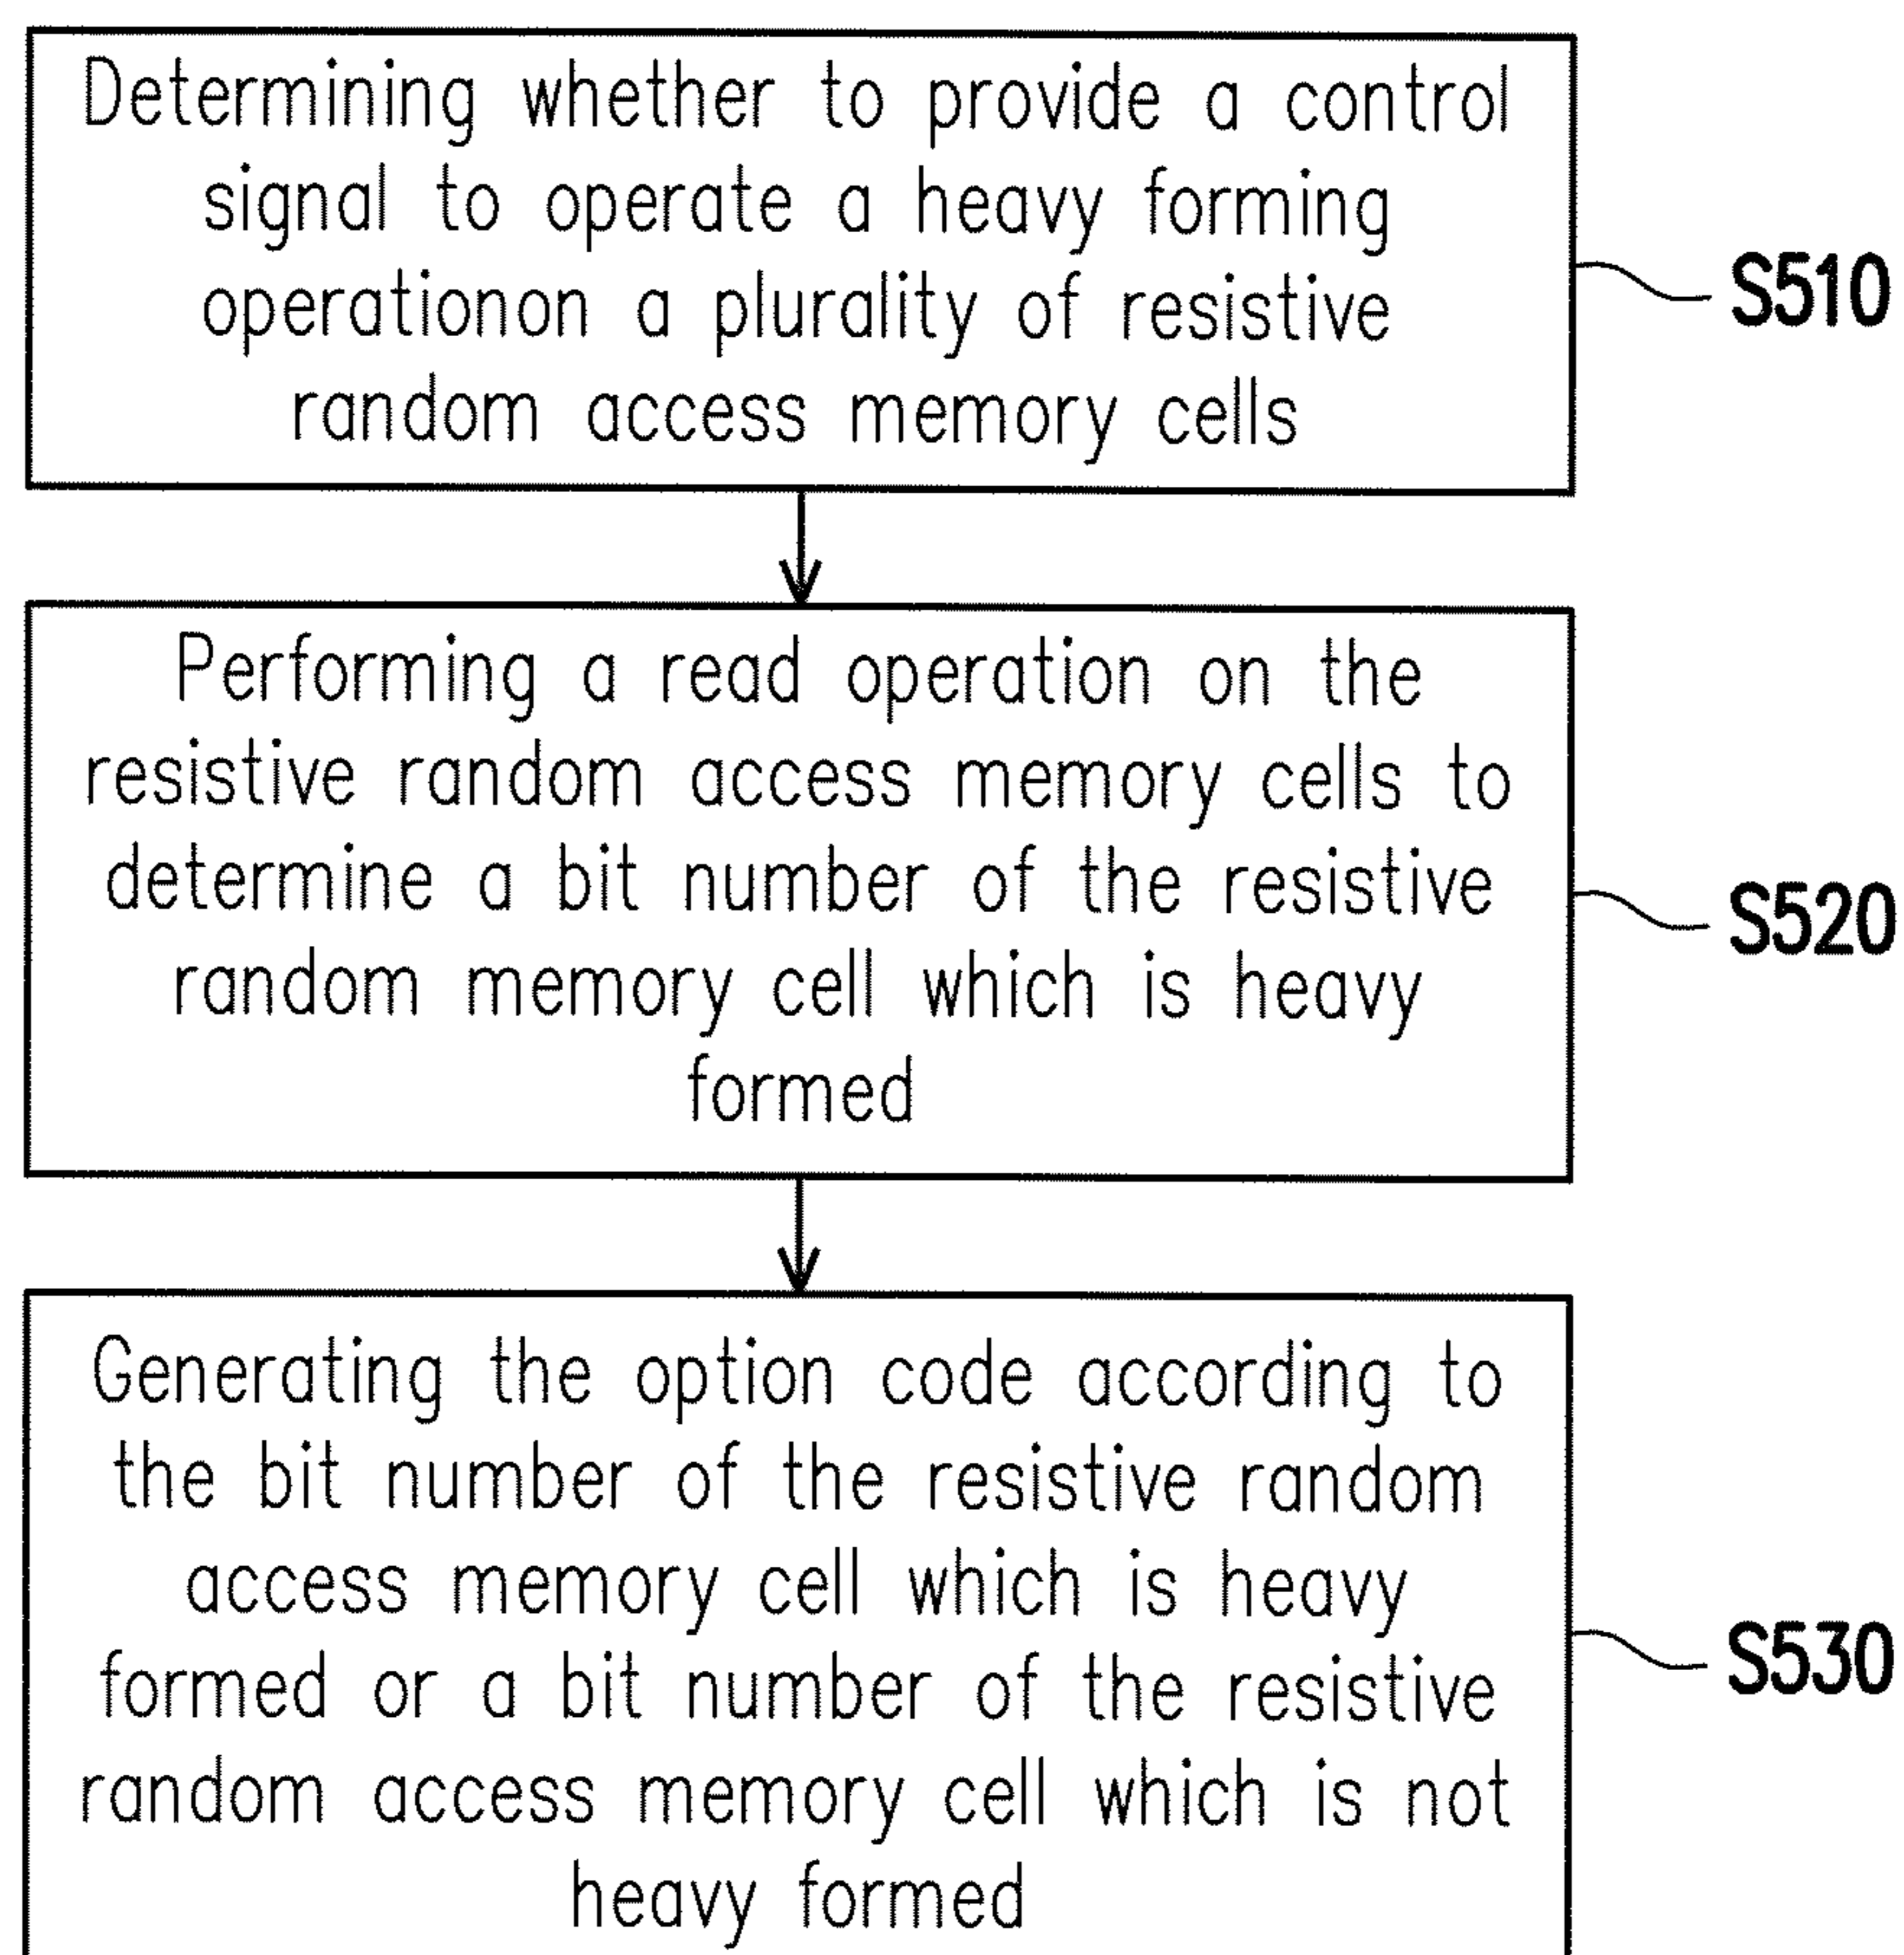 Determining whether to provide a control
signal to operate a heavy forming
operationon a plurality of resistive
random access memory cells
S510
Performing a read operation on the
resistive random access memory cells to
determine a bit number of the resistive
random memory cell which is heavy
formed
S520
Generating the option code according to
the bit number of the resistive random
access memory cell which is heavy
formed or a bit number of the resistive
random access memory cell which is not
heavy formed
S530